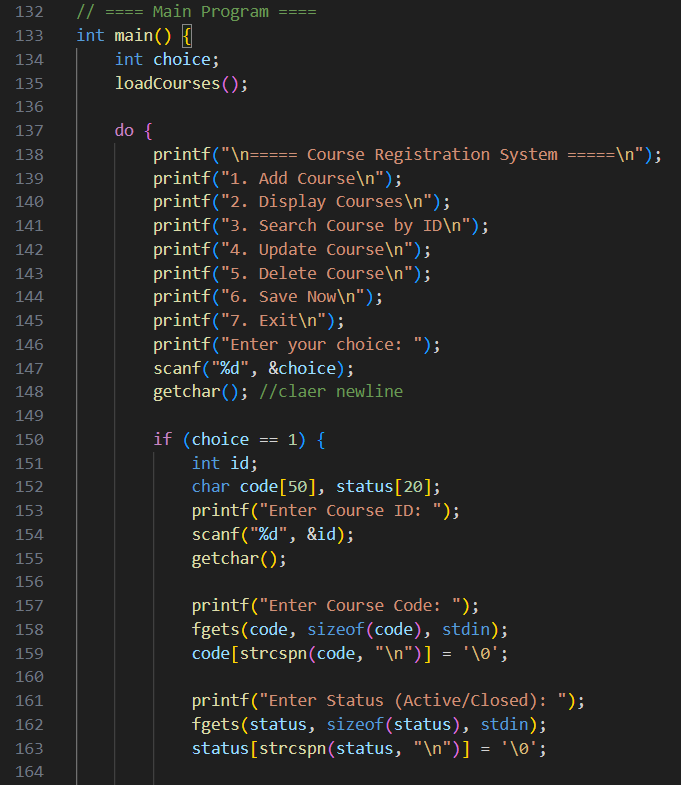 132 // ==== Main Program ====
133 int main() {
134     int choice;
135     loadCourses();
136
137     do {
138         printf("\n===== Course Registration System =====\n");
139         printf("1. Add Course\n");
140         printf("2. Display Courses\n");
141         printf("3. Search Course by ID\n");
142         printf("4. Update Course\n");
143         printf("5. Delete Course\n");
144         printf("6. Save Now\n");
145         printf("7. Exit\n");
146         printf("Enter your choice: ");
147         scanf("%d", &choice);
148         getchar(); //claer newline
149
150         if (choice == 1) {
151             int id;
152             char code[50], status[20];
153             printf("Enter Course ID: ");
154             scanf("%d", &id);
155             getchar();
156
157             printf("Enter Course Code: ");
158             fgets(code, sizeof(code), stdin);
159             code[strcspn(code, "\n")] = '\0';
160
161             printf("Enter Status (Active/Closed): ");
162             fgets(status, sizeof(status), stdin);
163             status[strcspn(status, "\n")] = '\0';
164